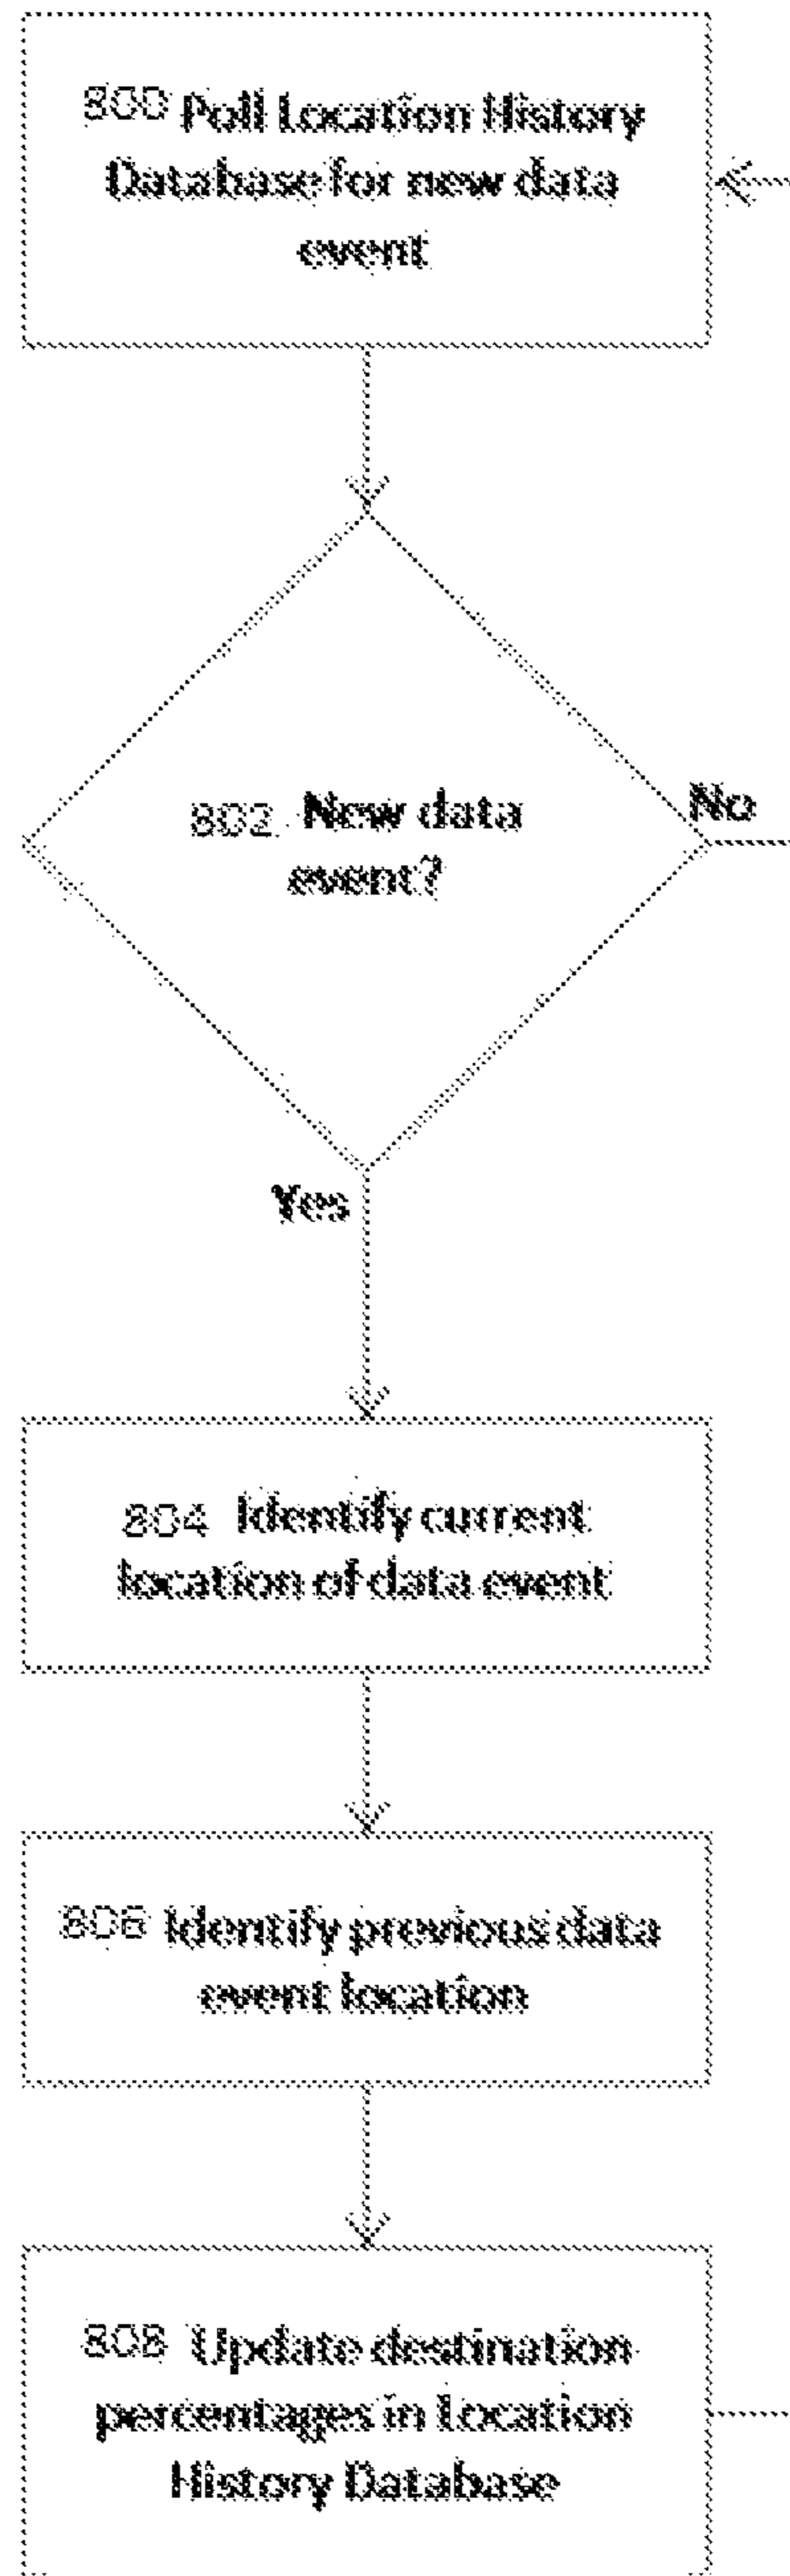 800 Poll Location History
Database for new data
event
802 New data
event?
No
Yes
804 Identify current
location of data event
806 Identify previous data
event location
808 Update destination
percentages in Location
History Database